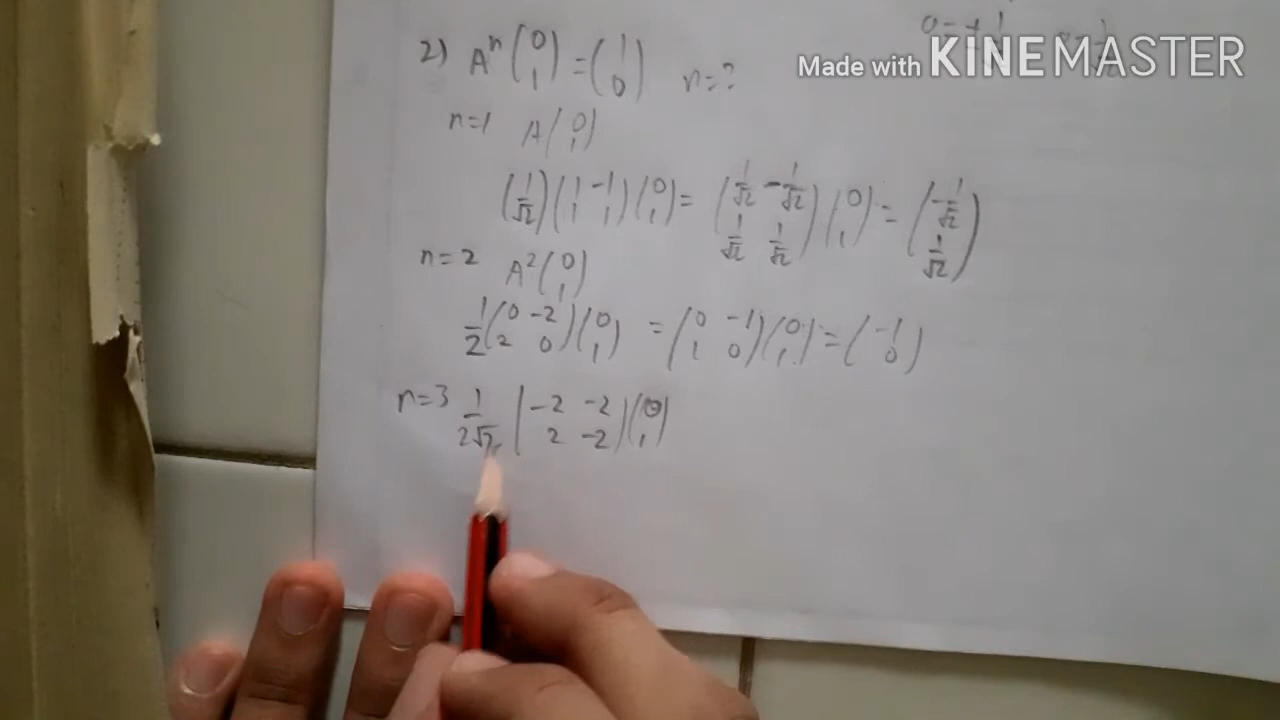 Made with KINEMASTER
2) Aⁿ(0 1) = (1 0) n=?
n=1 A(0 1)
(1/√2)(1 -1 1 1)(0 1) = (1/√2 -1/√2 1/√2 1/√2)(0 1) = (-1/√2 1/√2)
n=2 A²(0 1)
1/2(0 -2 2 0)(0 1) = (0 -1 1 0)(0 1) = (-1 0)
n=3 1/2√2(-2 -2 2 -2)(0 1)